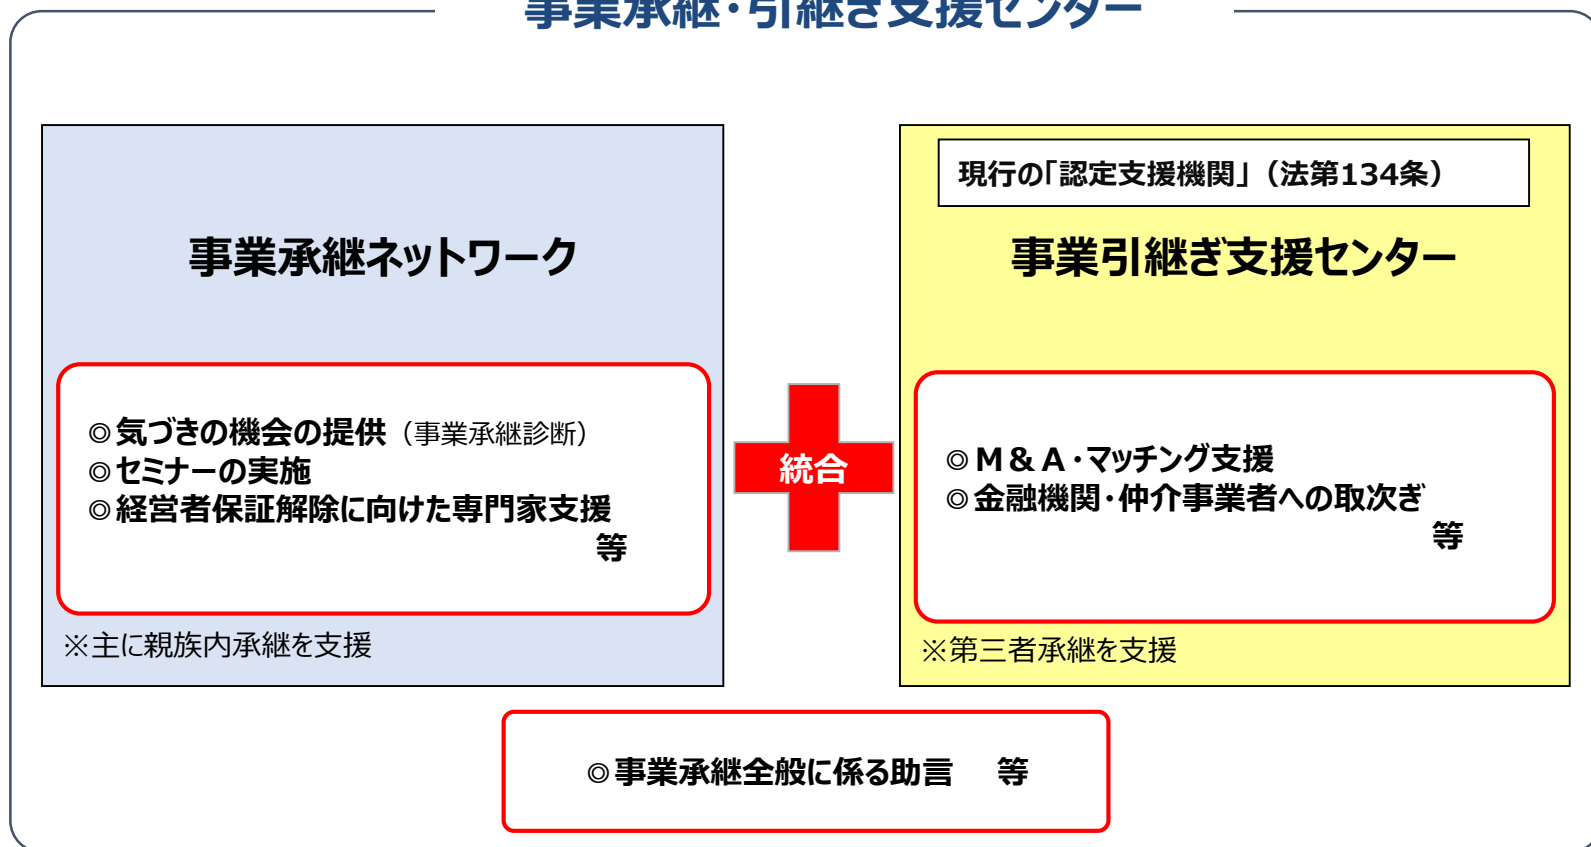 事業承継・引継ぎ支援センター
事業承継ネットワーク
◎気づきの機会の提供（事業承継診断）
◎セミナーの実施
◎経営者保証解除に向けた専門家支援
等
※主に親族内承継を支援
統合
現行の「認定支援機関」（法第134条）
事業引継ぎ支援センター
◎Ｍ＆Ａ・マッチング支援
◎金融機関・仲介事業者への取次ぎ
等
※第三者承継を支援
◎事業承継全般に係る助言　等